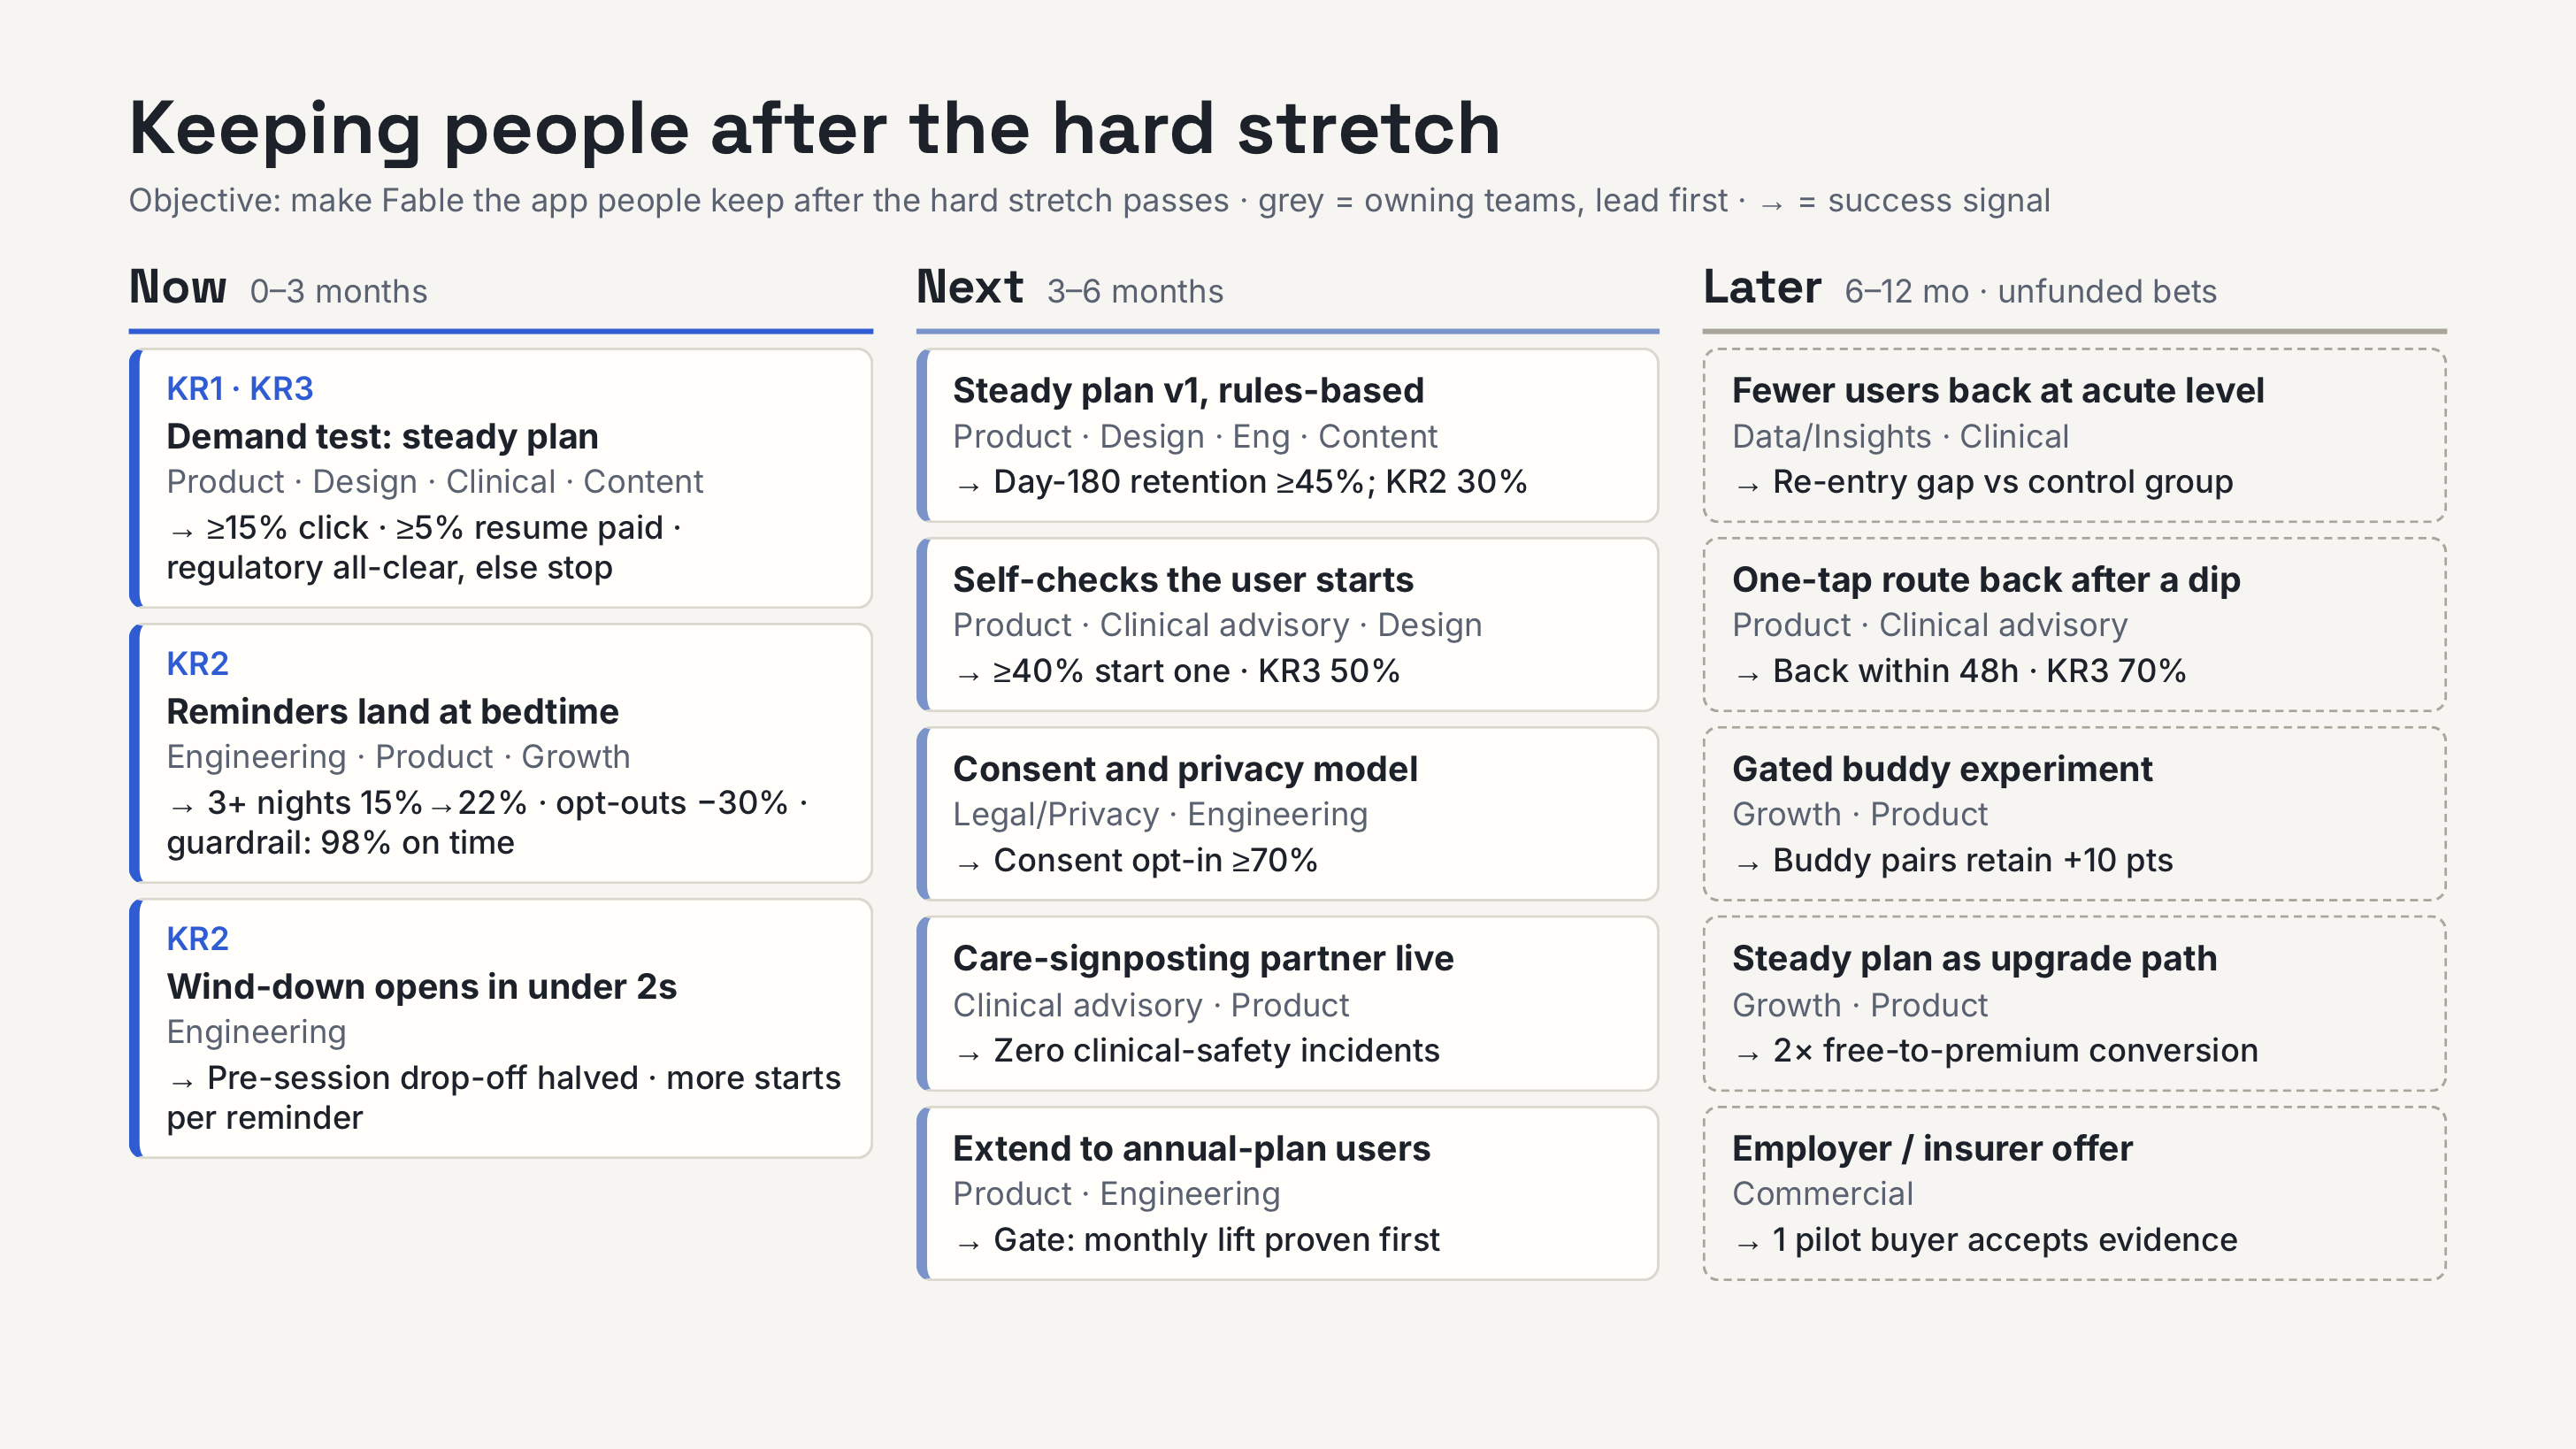 Keeping people after the hard stretch
Objective: make Fable the app people keep after the hard stretch passes · grey = owning teams, lead first · → = success signal
Now 0–3 months
KR1 · KR3
Demand test: steady plan
Product · Design · Clinical · Content
→ ≥15% click · ≥5% resume paid ·
regulatory all-clear, else stop
KR2
Reminders land at bedtime
Engineering · Product · Growth
→ 3+ nights 15%→22% · opt-outs −30% ·
guardrail: 98% on time
KR2
Wind-down opens in under 2s
Engineering
→ Pre-session drop-off halved · more starts
per reminder
Next 3–6 months
Steady plan v1, rules-based
Product · Design · Eng · Content
→ Day-180 retention ≥45%; KR2 30%
Self-checks the user starts
Product · Clinical advisory · Design
→ ≥40% start one · KR3 50%
Consent and privacy model
Legal/Privacy · Engineering
→ Consent opt-in ≥70%
Care-signposting partner live
Clinical advisory · Product
→ Zero clinical-safety incidents
Extend to annual-plan users
Product · Engineering
→ Gate: monthly lift proven first
Later 6–12 mo · unfunded bets
Fewer users back at acute level
Data/Insights · Clinical
→ Re-entry gap vs control group
One-tap route back after a dip
Product · Clinical advisory
→ Back within 48h · KR3 70%
Gated buddy experiment
Growth · Product
→ Buddy pairs retain +10 pts
Steady plan as upgrade path
Growth · Product
→ 2× free-to-premium conversion
Employer / insurer offer
Commercial
→ 1 pilot buyer accepts evidence